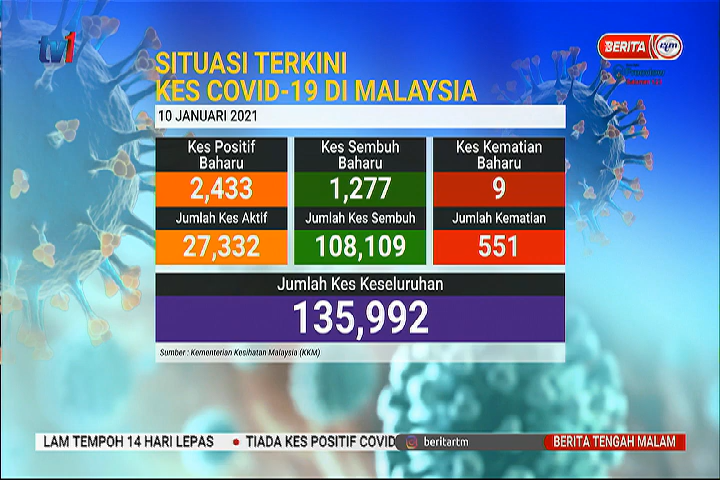 tv1
BERITA rtm
SITUASI TERKINI
KES COVID-19 DI MALAYSIA
10 JANUARI 2021
Kes Positif
Baharu
2,433
Jumlah Kes Aktif
27,332
Kes Sembuh
Baharu
1,277
Jumlah Kes Sembuh
108,109
Kes Kematian
Baharu
9
Jumlah Kematian
551
Jumlah Kes Keseluruhan
135,992
Sumber : Kementerian Kesihatan Malaysia (KKM)
LAM TEMPOH 14 HARI LEPAS • TIADA KES POSITIF COVID beritartm BERITA TENGAH MALAM